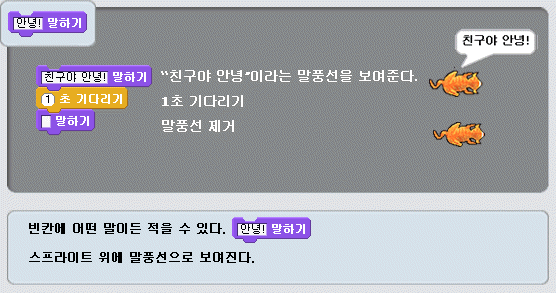 안녕! 말하기
친구야 안녕!
친구야 안녕! 말하기 “친구야 안녕”이라는 말풍선을 보여준다.
1 초 기다리기 1초 기다리기
말하기 말풍선 제거
빈칸에 어떤 말이든 적을 수 있다. 안녕! 말하기
스프라이트 위에 말풍선으로 보여진다.